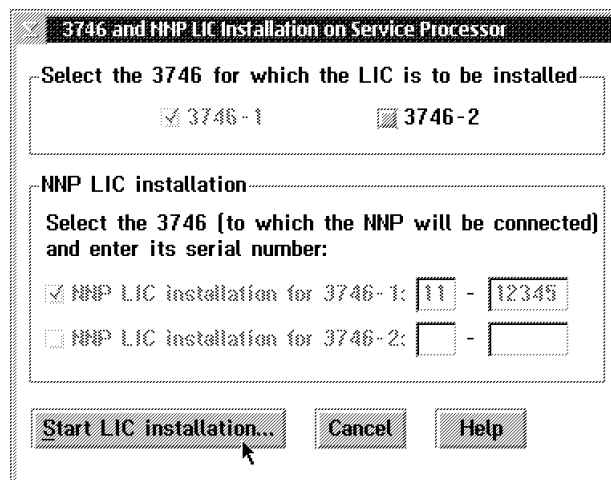 3746 and NNP LIC Installation on Service Processor
Select the 3746 for which the LIC is to be installed
3746-1 3746-2
NNP LIC installation
Select the 3746 (to which the NNP will be connected)
and enter its serial number:
NNP LIC installation for 3746-1: 11 - 12345
NNP LIC installation for 3746-2: -
Start LIC installation... Cancel Help